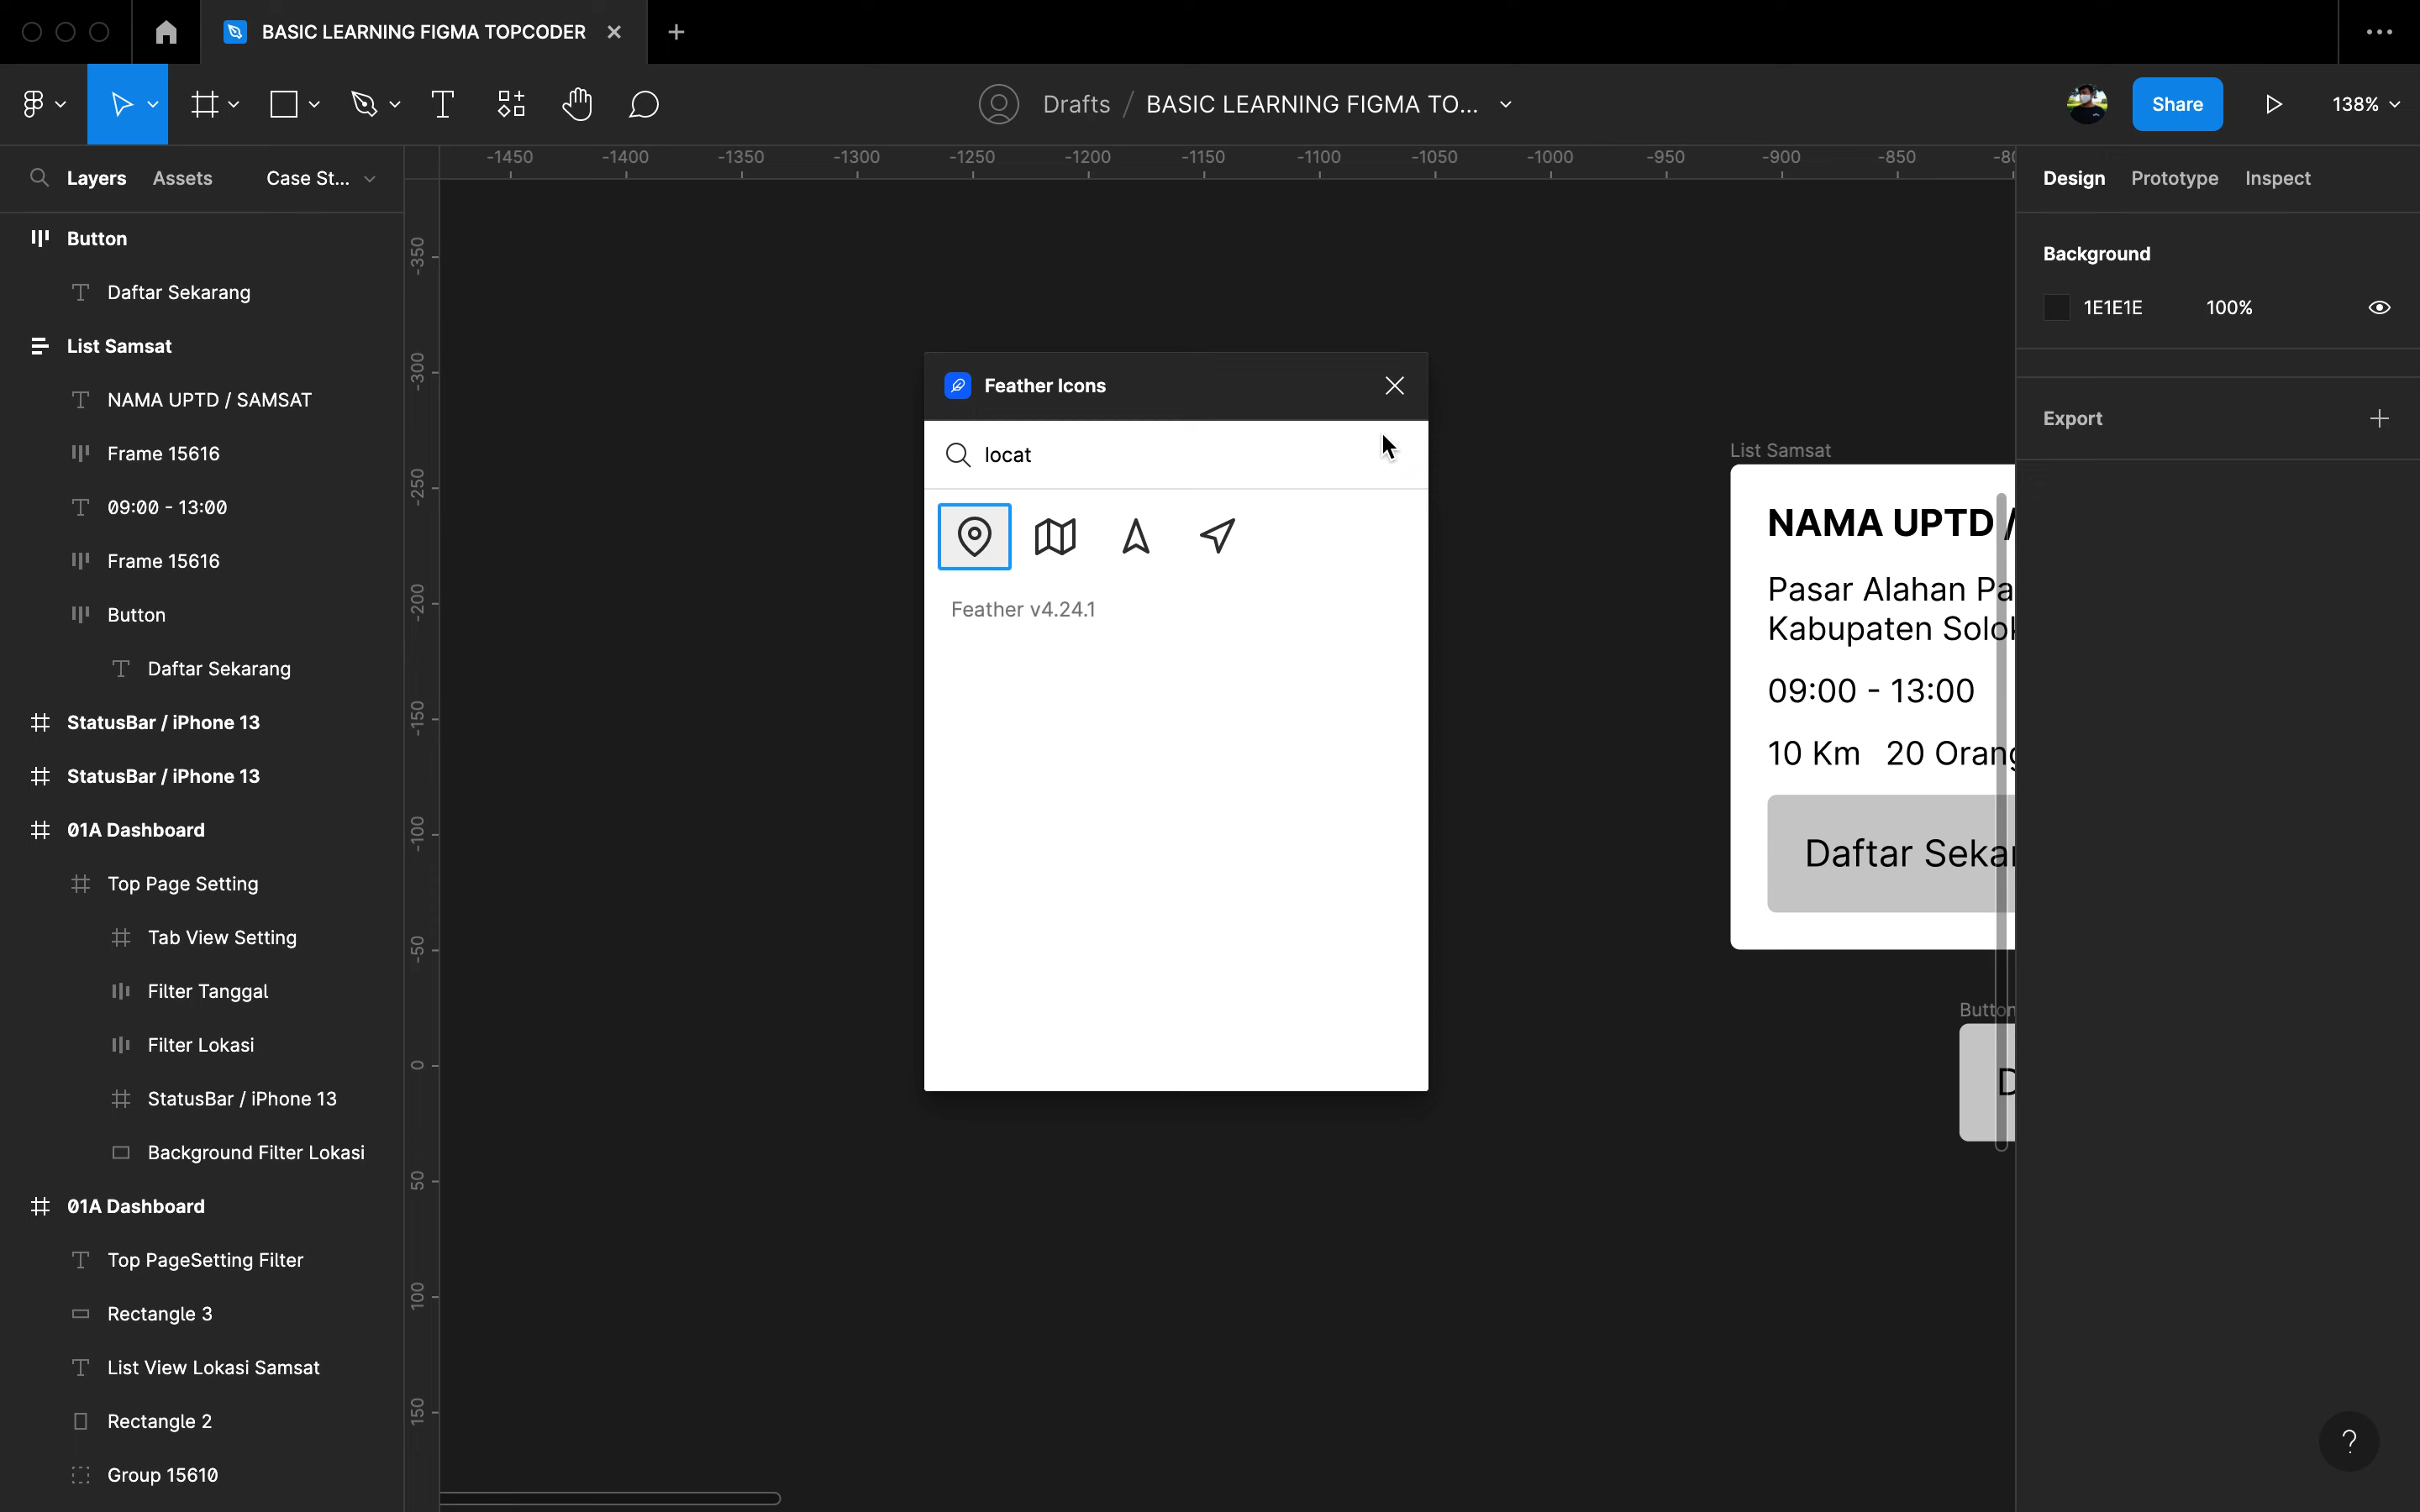 BASIC LEARNING FIGMA TOPCODER
Drafts / BASIC LEARNING FIGMA TO...
Share
138%
Layers
Assets
Case St...
-1450
-1400
-1350
-1300
-1250
-1200
-1150
-1100
-1050
-1000
-950
-900
-850
Design
Prototype
Inspect
Button
Daftar Sekarang
List Samsat
NAMA UPTD / SAMSAT
Frame 15616
09:00 - 13:00
Frame 15616
Button
Daftar Sekarang
StatusBar / iPhone 13
StatusBar / iPhone 13
01A Dashboard
Top Page Setting
Tab View Setting
Filter Tanggal
Filter Lokasi
StatusBar / iPhone 13
Background Filter Lokasi
01A Dashboard
Top PageSetting Filter
Rectangle 3
List View Lokasi Samsat
Rectangle 2
Group 15610
-350
-300
-250
-200
-150
-100
-50
0
50
100
150
Feather Icons
locat
Feather v4.24.1
List Samsat
NAMA UPTD /
Pasar Alahan Pa
Kabupaten Solok
09:00 - 13:00
10 Km 20 Orang
Daftar Sekar
Button
D
Background
1E1E1E
100%
Export
?